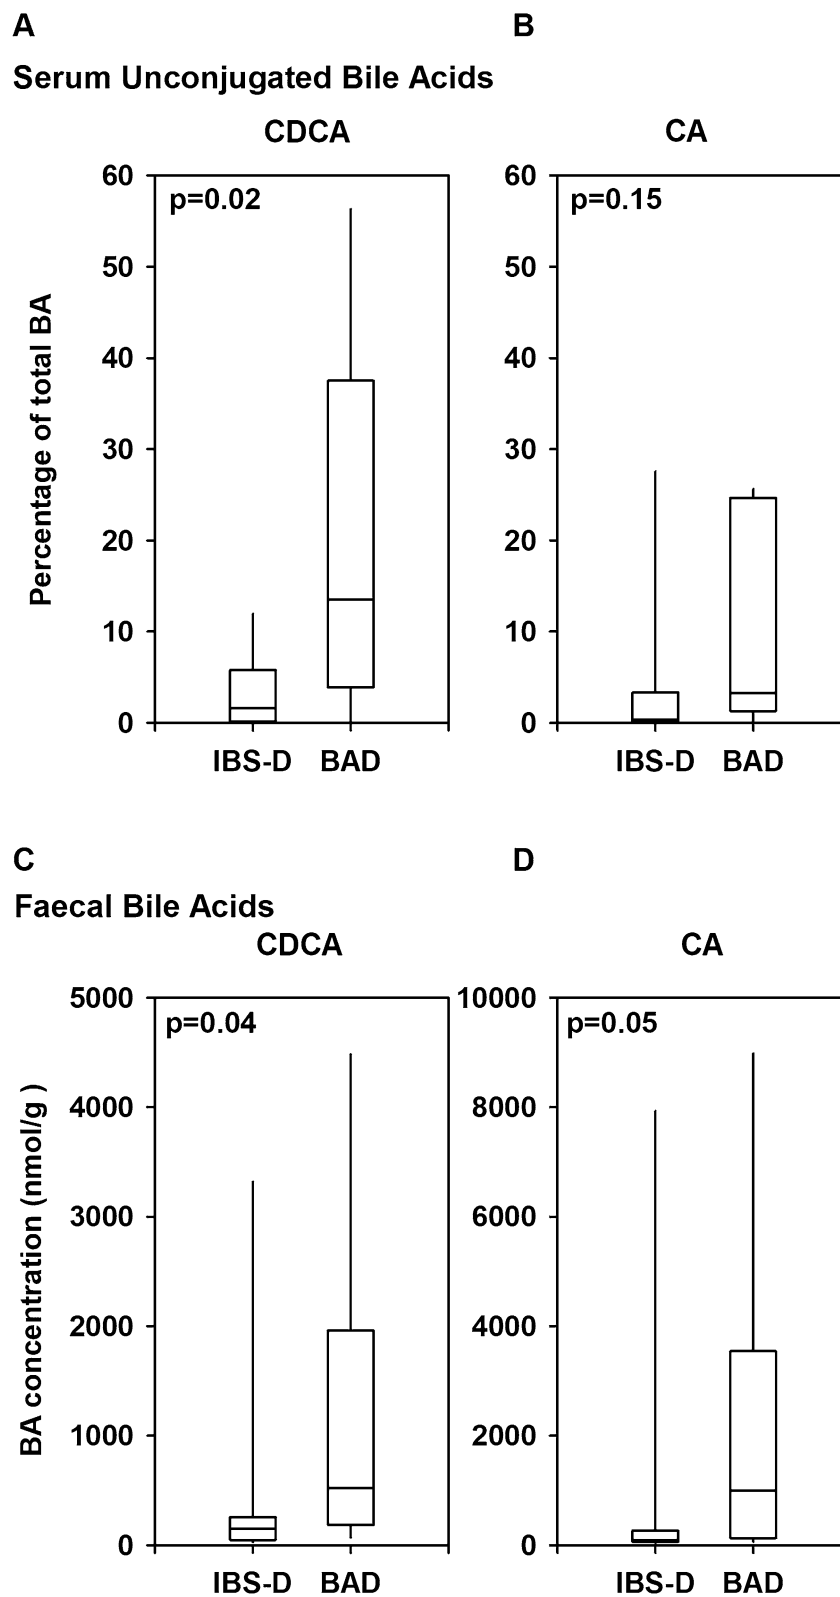 A
B
Serum Unconjugated Bile Acids
CDCA
CA
Percentage of total BA
60
50
40
30
20
10
0
p=0.02
IBS-D BAD
60
50
40
30
20
10
0
p=0.15
IBS-D BAD
C
D
Faecal Bile Acids
CDCA
CA
BA concentration (nmol/g )
5000
4000
3000
2000
1000
0
p=0.04
IBS-D BAD
10000
8000
6000
4000
2000
0
p=0.05
IBS-D BAD